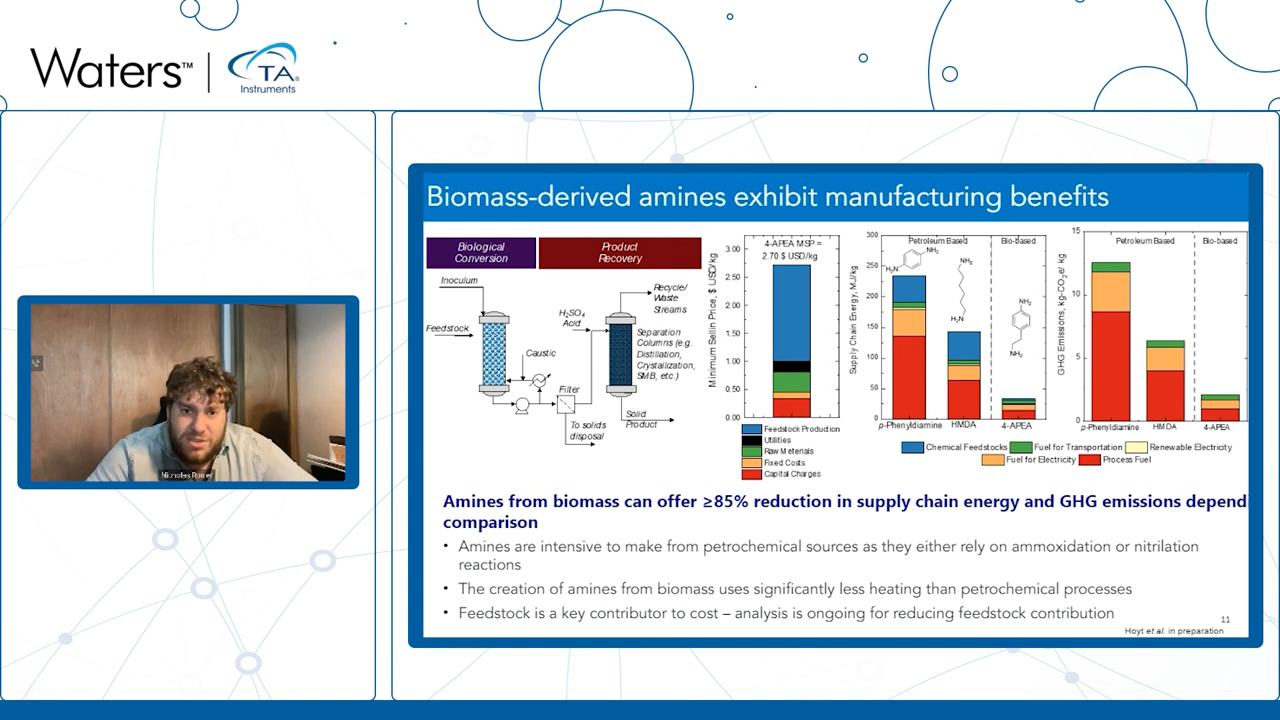 Waters™
TA®
Instruments
Biomass-derived amines exhibit manufacturing benefits
Biological
Conversion
Product
Recovery
Inoculum
Feedstock
Caustic
Filter
To solids
disposal
H2SO4
Acid
Recycle/
Waste
Streams
Separation
Columns (e.g.
Distillation,
Crystallization,
SMB, etc.)
Solid
Product
Minimum Sellin Price, $ USD/kg
3.00
2.50
2.00
1.50
1.00
0.50
0.00
4-APEA MSP =
2.70 $ USD/kg
Feedstock Production
Utilities
Raw Materials
Fixed Costs
Capital Charges
Supply Chain Energy, MJ/kg
300
250
200
150
100
50
0
Petroleum Based
Bio-based
NH2
H2N
NH2
H2N
NH2
NH2
p-Phenyldiamine
HMDA
4-APEA
GHG Emissions, kg-CO2e/ kg
15
10
5
0
Petroleum Based
Bio-based
p-Phenyldiamine
HMDA
4-APEA
Chemical Feedstocks
Fuel for Transportation
Renewable Electricity
Fuel for Electricity
Process Fuel
Amines from biomass can offer ≥85% reduction in supply chain energy and GHG emissions dependi
comparison
• Amines are intensive to make from petrochemical sources as they either rely on ammoxidation or nitrilation
reactions
• The creation of amines from biomass uses significantly less heating than petrochemical processes
• Feedstock is a key contributor to cost – analysis is ongoing for reducing feedstock contribution
11
Hoyt et al. in preparation
Nicholas